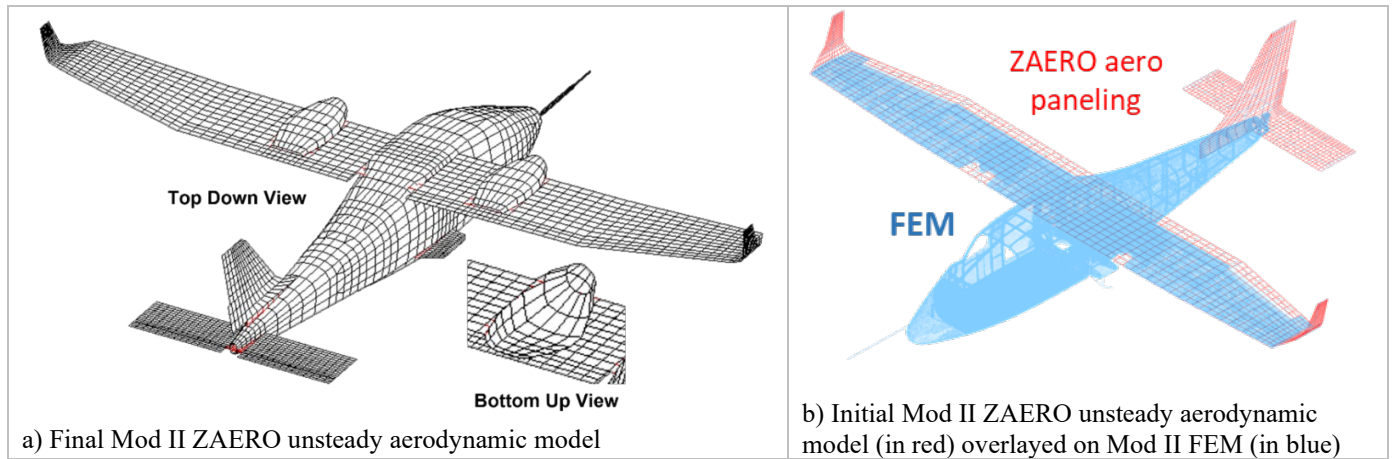 Top Down View
Bottom Up View
a) Final Mod II ZAERO unsteady aerodynamic model
ZAERO aero
paneling
FEM
b) Initial Mod II ZAERO unsteady aerodynamic
model (in red) overlayed on Mod II FEM (in blue)